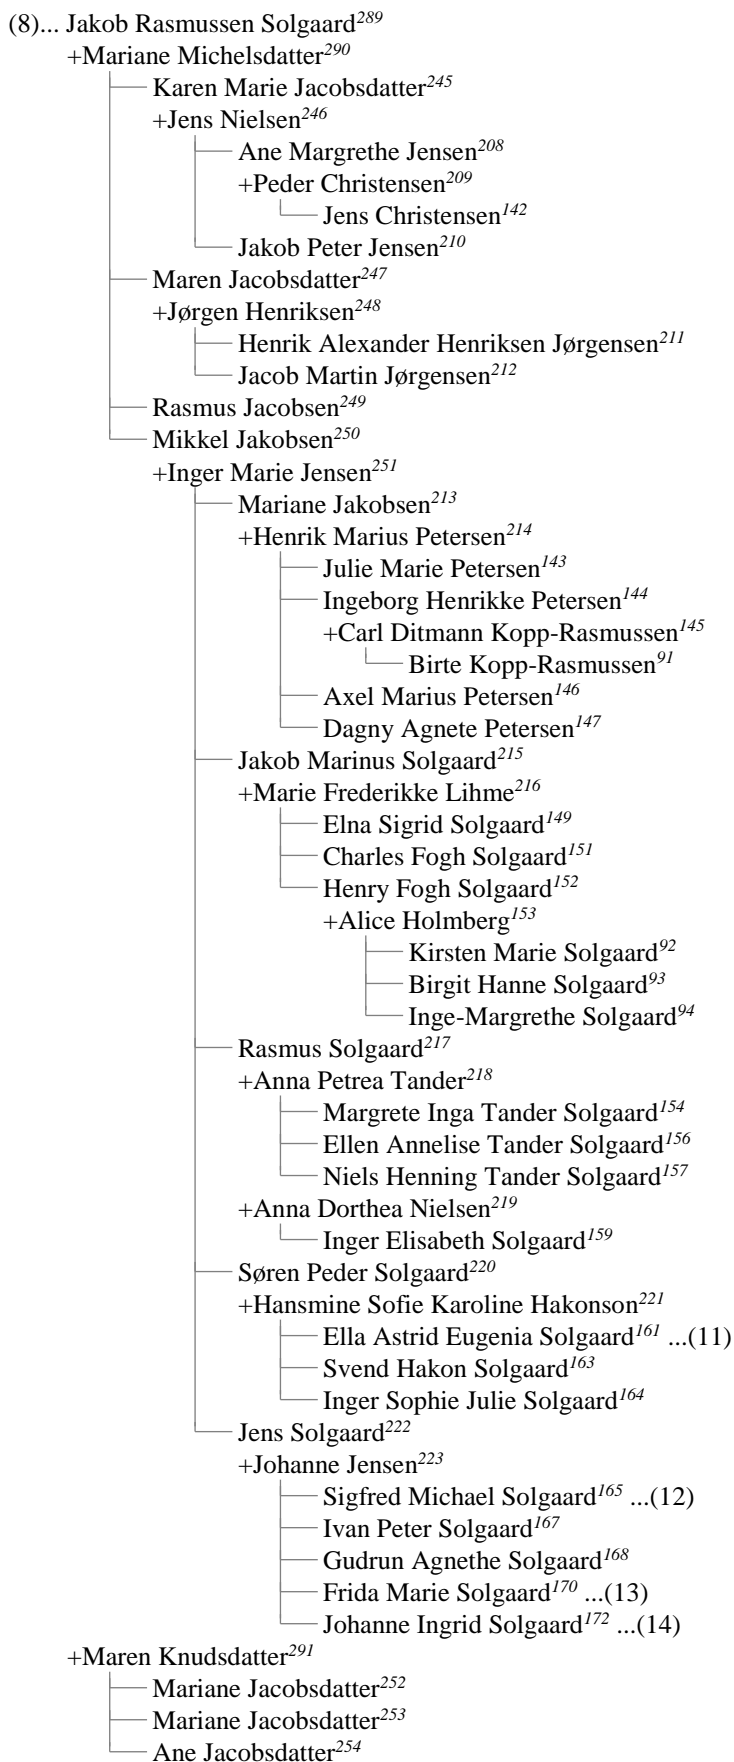 (8)... Jakob Rasmussen Solgaard289
+Mariane Michelsdatter290
Karen Marie Jacobsdatter245
+Jens Nielsen246
Ane Margrethe Jensen208
+Peder Christensen209
Jens Christensen142
Jakob Peter Jensen210
Maren Jacobsdatter247
+Jørgen Henriksen248
Henrik Alexander Henriksen Jørgensen211
Jacob Martin Jørgensen212
Rasmus Jacobsen249
Mikkel Jakobsen250
+Inger Marie Jensen251
Mariane Jakobsen213
+Henrik Marius Petersen214
Julie Marie Petersen143
Ingeborg Henrikke Petersen144
+Carl Ditmann Kopp-Rasmussen145
Birte Kopp-Rasmussen91
Axel Marius Petersen146
Dagny Agnete Petersen147
Jakob Marinus Solgaard215
+Marie Frederikke Lihme216
Elna Sigrid Solgaard149
Charles Fogh Solgaard151
Henry Fogh Solgaard152
+Alice Holmberg153
Kirsten Marie Solgaard92
Birgit Hanne Solgaard93
Inge-Margrethe Solgaard94
Rasmus Solgaard217
+Anna Petrea Tander218
Margrete Inga Tander Solgaard154
Ellen Annelise Tander Solgaard156
Niels Henning Tander Solgaard157
+Anna Dorthea Nielsen219
Inger Elisabeth Solgaard159
Søren Peder Solgaard220
+Hansmine Sofie Karoline Hakonson221
Ella Astrid Eugenia Solgaard161 ...(11)
Svend Hakon Solgaard163
Inger Sophie Julie Solgaard164
Jens Solgaard222
+Johanne Jensen223
Sigfred Michael Solgaard165 ...(12)
Ivan Peter Solgaard167
Gudrun Agnethe Solgaard168
Frida Marie Solgaard170 ...(13)
Johanne Ingrid Solgaard172 ...(14)
+Maren Knudsdatter291
Mariane Jacobsdatter252
Mariane Jacobsdatter253
Ane Jacobsdatter254